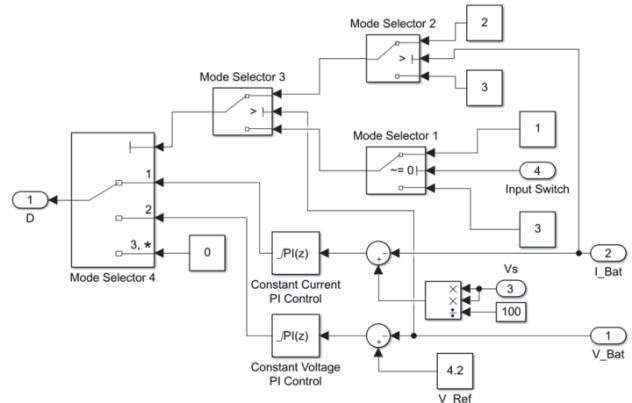 Mode Selector 2
2
>
3
Mode Selector 3
>
Mode Selector 1
1
~= 0
4
Input Switch
3
1
D
1
2
3, *
Mode Selector 4
0
PI(z)
Constant Current
PI Control
+
−
2
I_Bat
Vs
×
×
÷
3
100
PI(z)
Constant Voltage
PI Control
+
−
1
V_Bat
4.2
V_Ref